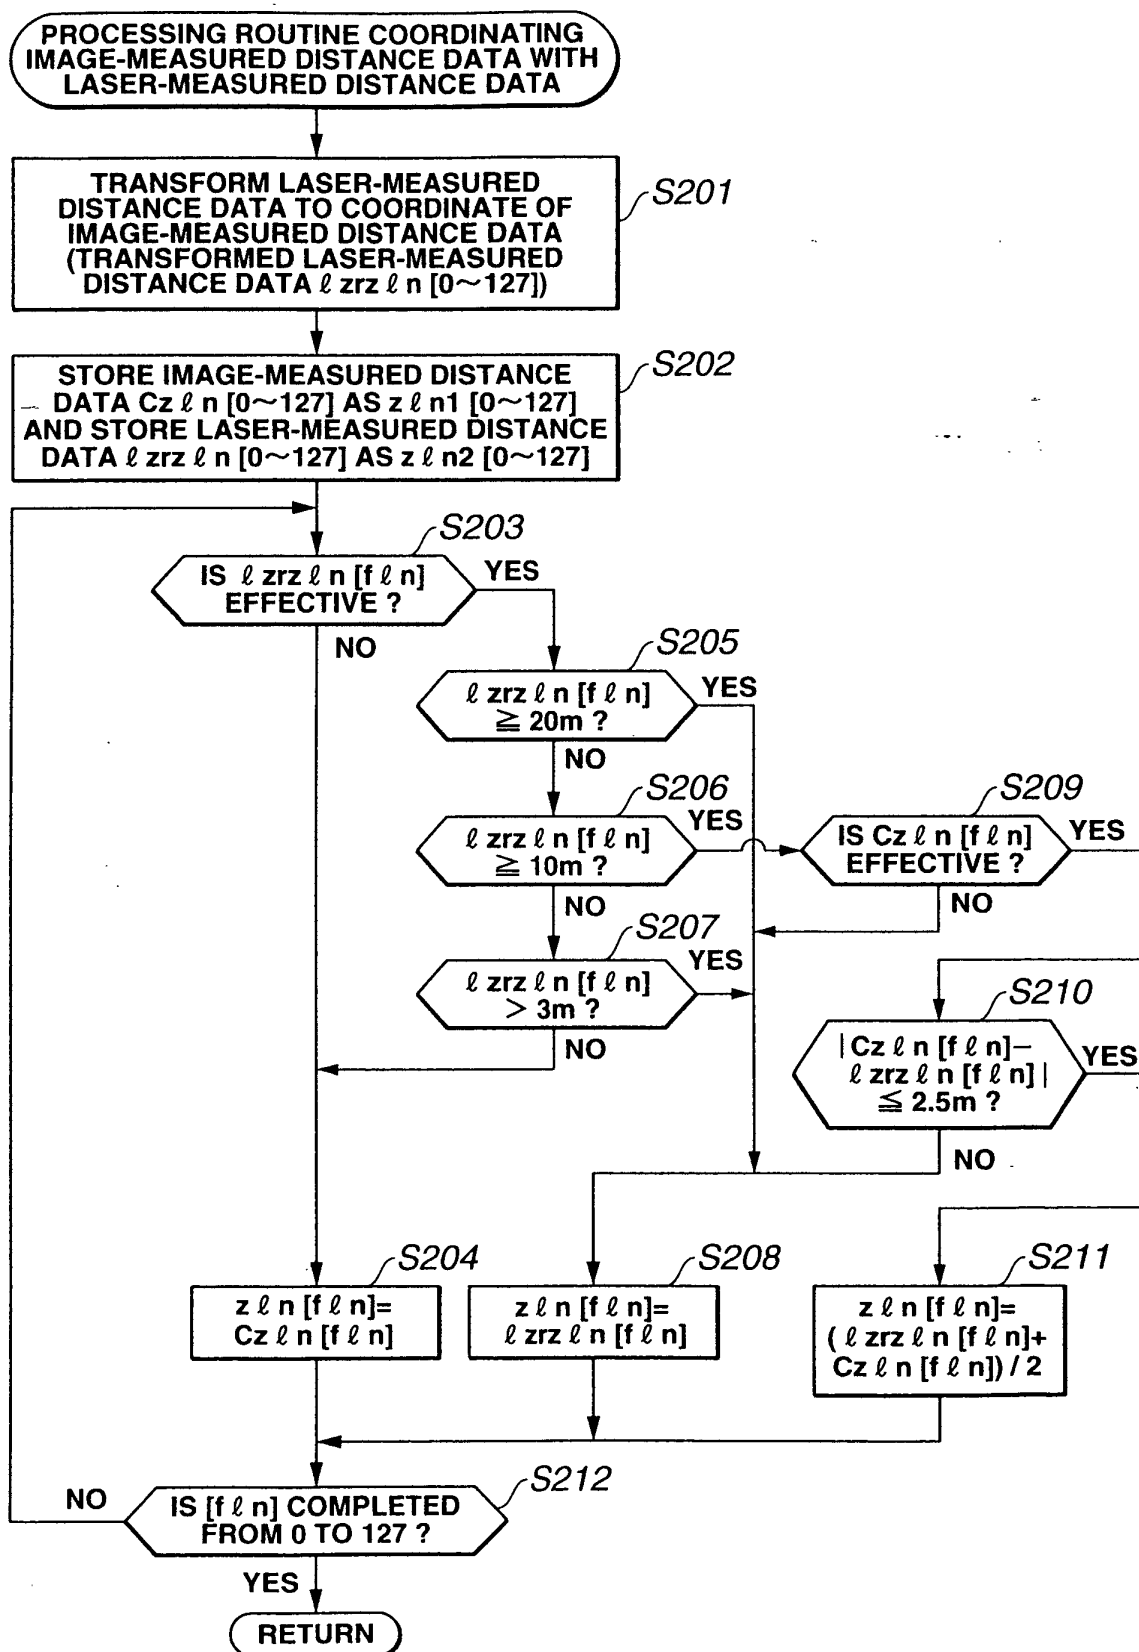 PROCESSING ROUTINE COORDINATING
IMAGE-MEASURED DISTANCE DATA WITH
LASER-MEASURED DISTANCE DATA
TRANSFORM LASER-MEASURED
DISTANCE DATA TO COORDINATE OF
IMAGE-MEASURED DISTANCE DATA
(TRANSFORMED LASER-MEASURED
DISTANCE DATA ℓ zrz ℓ n [0~127])
S201
STORE IMAGE-MEASURED DISTANCE
DATA Cz ℓ n [0~127] AS z ℓ n1 [0~127]
AND STORE LASER-MEASURED DISTANCE
DATA ℓ zrz ℓ n [0~127] AS z ℓ n2 [0~127]
S202
S203
IS ℓ zrz ℓ n [f ℓ n]
EFFECTIVE ?
YES
NO
S205
ℓ zrz ℓ n [f ℓ n]
≧ 20m ?
YES
NO
S206
ℓ zrz ℓ n [f ℓ n]
≧ 10m ?
YES
NO
S209
IS Cz ℓ n [f ℓ n]
EFFECTIVE ?
YES
NO
S207
ℓ zrz ℓ n [f ℓ n]
> 3m ?
YES
NO
S210
| Cz ℓ n [f ℓ n]−
ℓ zrz ℓ n [f ℓ n] |
≦ 2.5m ?
YES
NO
S204
z ℓ n [f ℓ n]=
Cz ℓ n [f ℓ n]
S208
z ℓ n [f ℓ n]=
ℓ zrz ℓ n [f ℓ n]
S211
z ℓ n [f ℓ n]=
( ℓ zrz ℓ n [f ℓ n]+
Cz ℓ n [f ℓ n]) / 2
S212
IS [f ℓ n] COMPLETED
FROM 0 TO 127 ?
NO
YES
RETURN